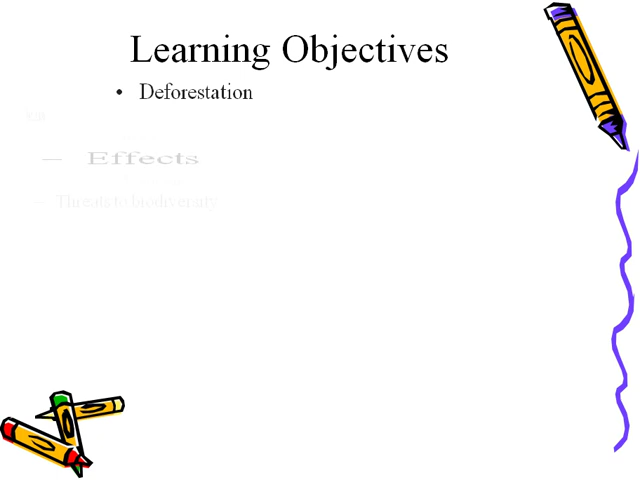 Learning Objectives
• Deforestation
– Effects
– Threats to biodiversity